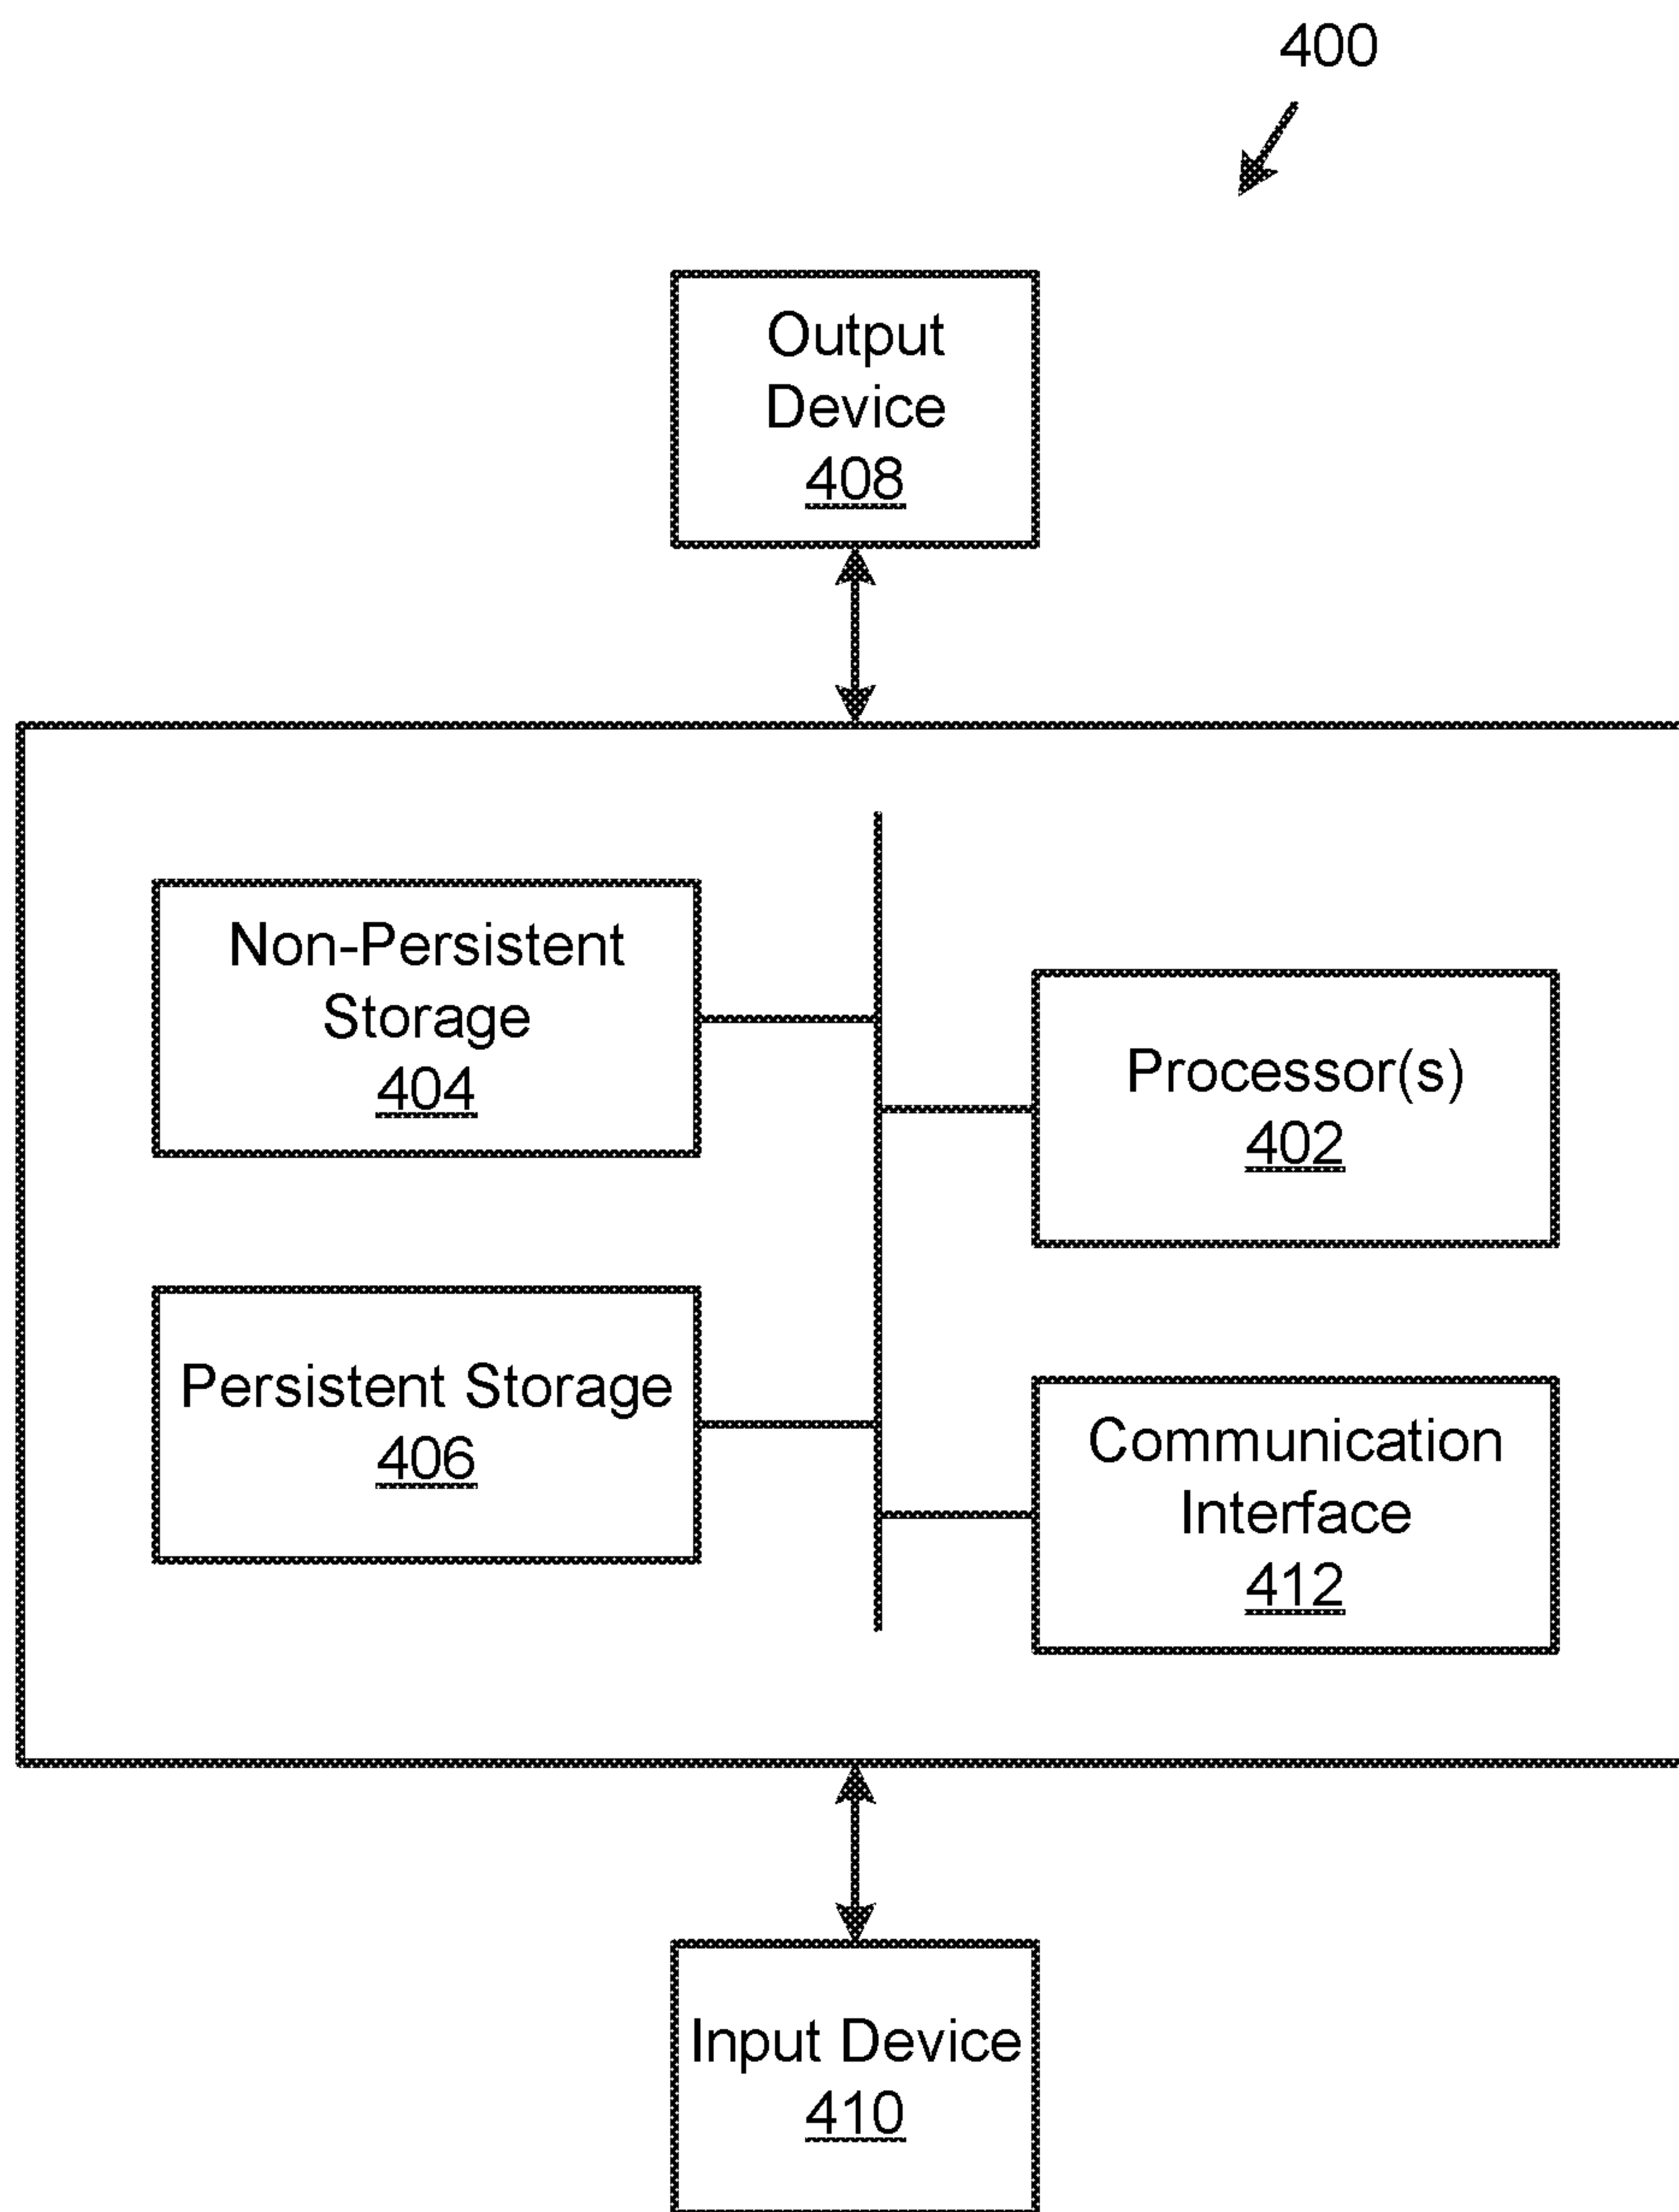 400
Output
Device
408
Non-Persistent
Storage
404
Processor(s)
402
Persistent Storage
406
Communication
Interface
412
Input Device
410